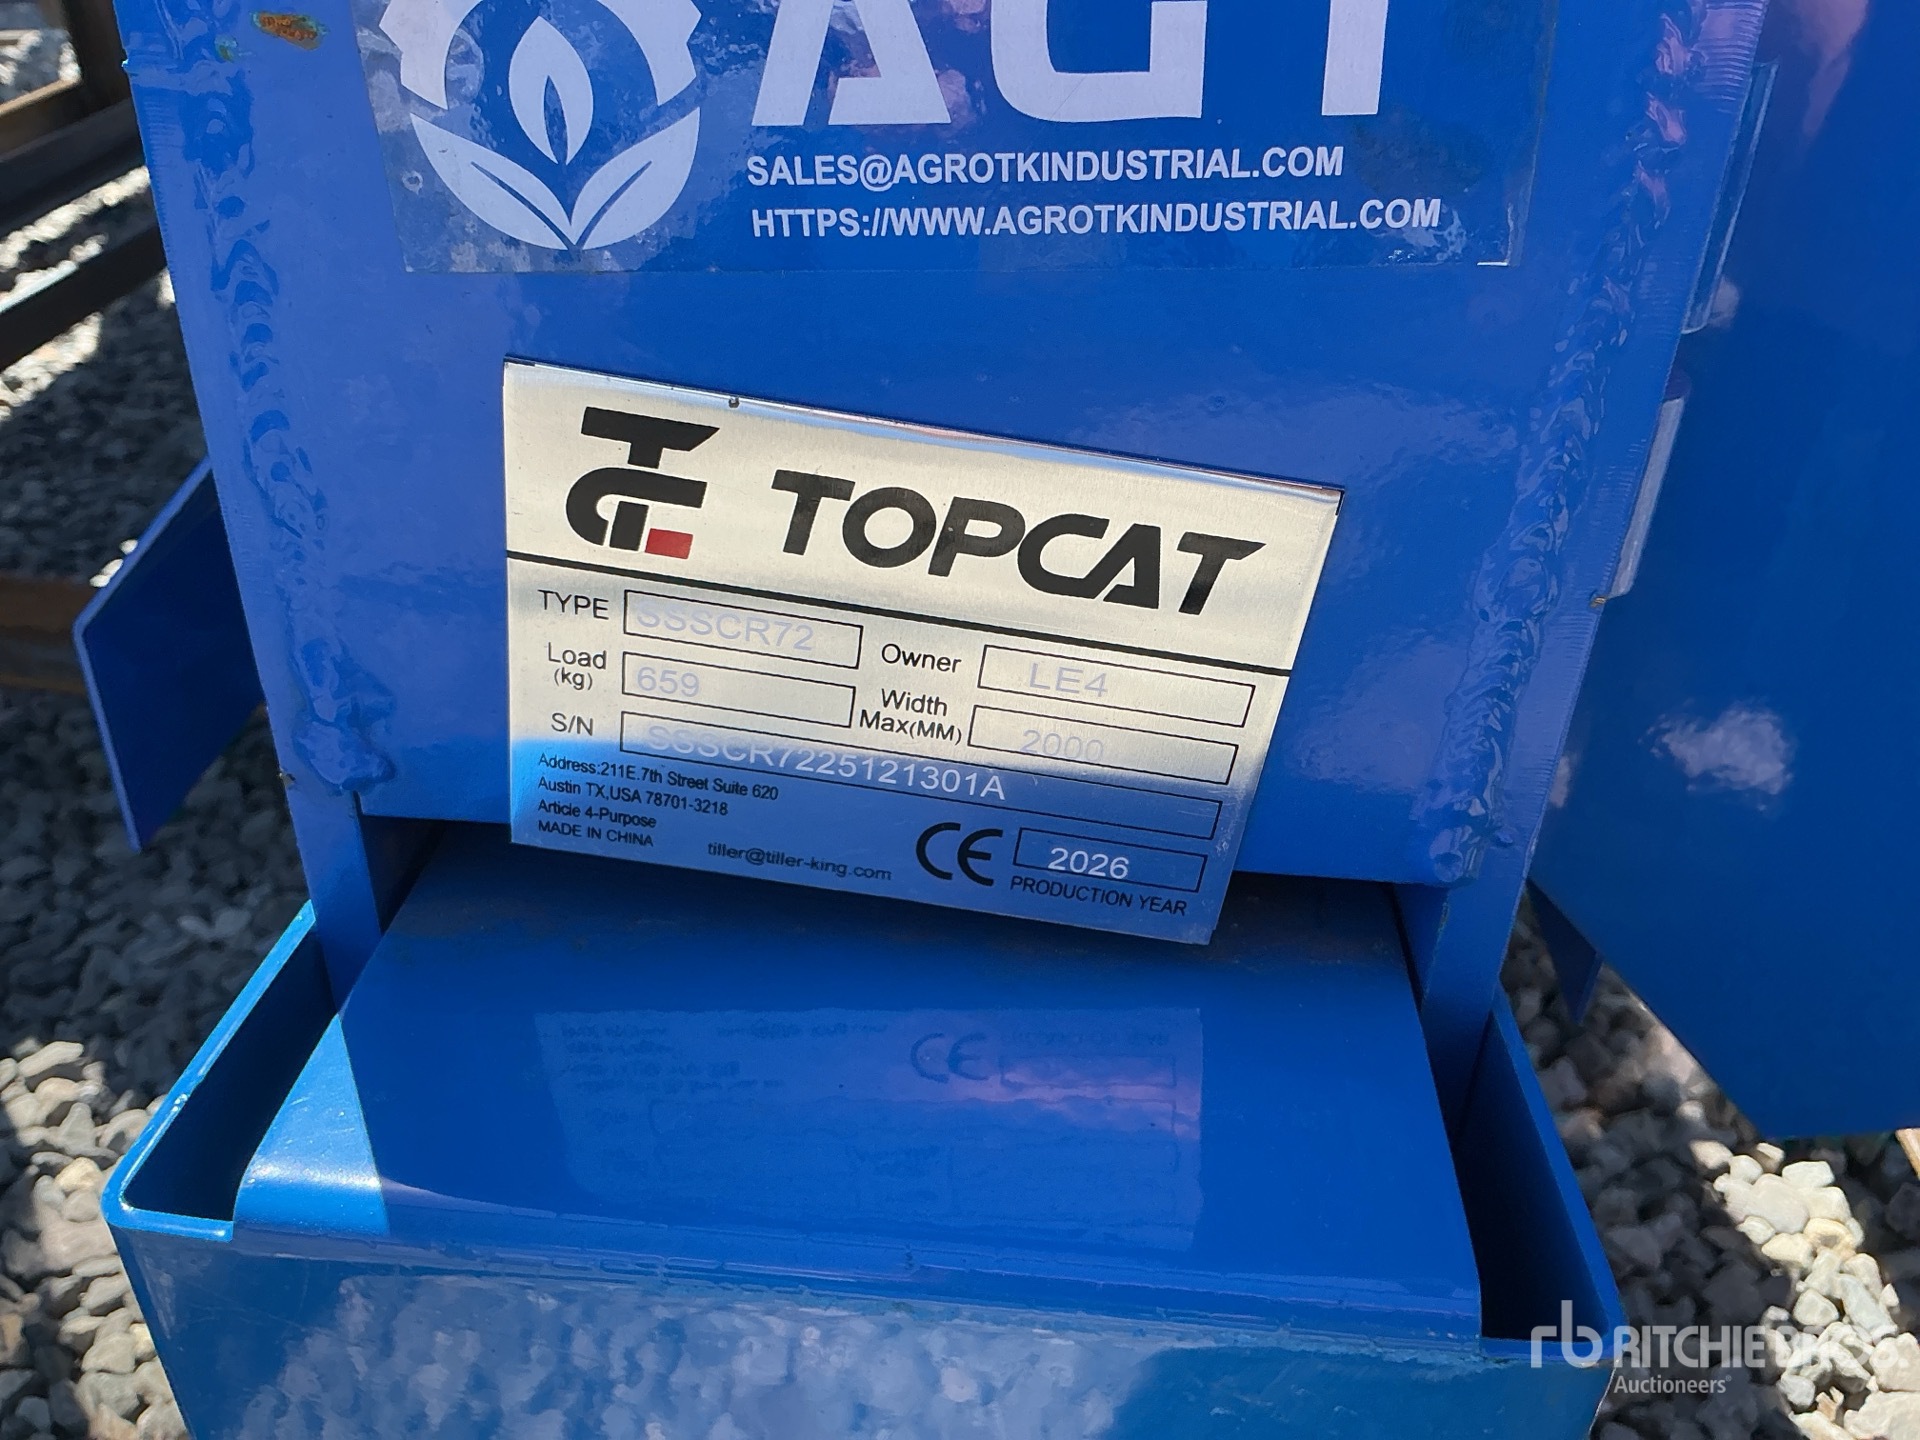 AGT
SALES@AGROTKINDUSTRIAL.COM
HTTPS://WWW.AGROTKINDUSTRIAL.COM
TOPCAT
TYPE SSSCR72 Owner LE4
Load (kg) 659 Width Max(MM) 2000
S/N SSSCR7225121301A
Address:211E.7th Street Suite 620
Austin TX,USA 78701-3218
Article 4-Purpose
MADE IN CHINA
tiller@tiller-king.com
CE 2026
PRODUCTION YEAR
rb RITCHIE BROS.
Auctioneers